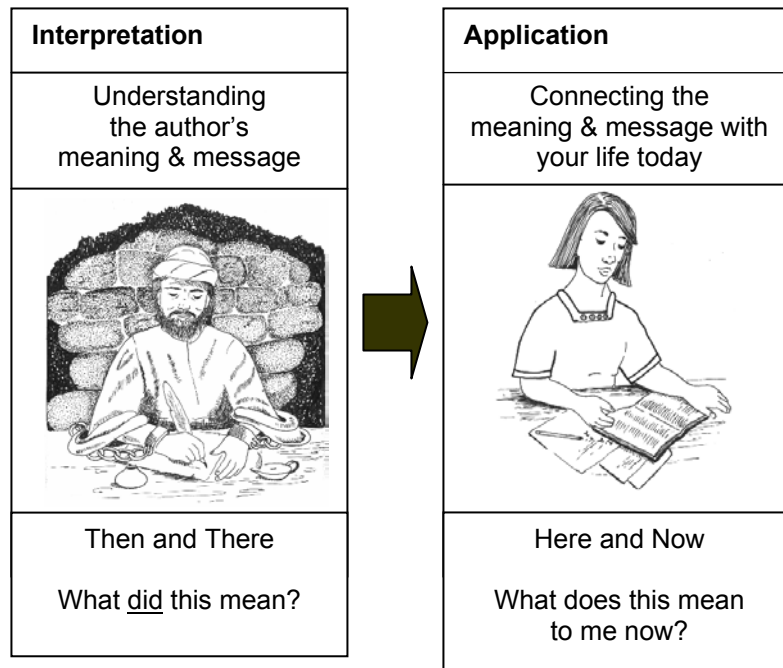 Interpretation
Understanding
the author's
meaning & message
Then and There
What did this mean?
Application
Connecting the
meaning & message with
your life today
Here and Now
What does this mean
to me now?